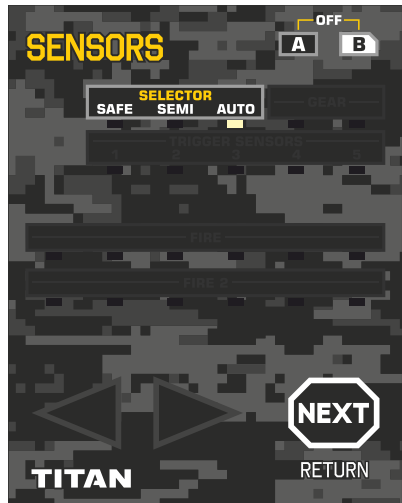 OFF
SENSORS
A B
SELECTOR
SAFE SEMI AUTO
GEAR
TRIGGER SENSORS
1 2 3 4 5
FIRE
FIRE 2
NEXT
TITAN
RETURN